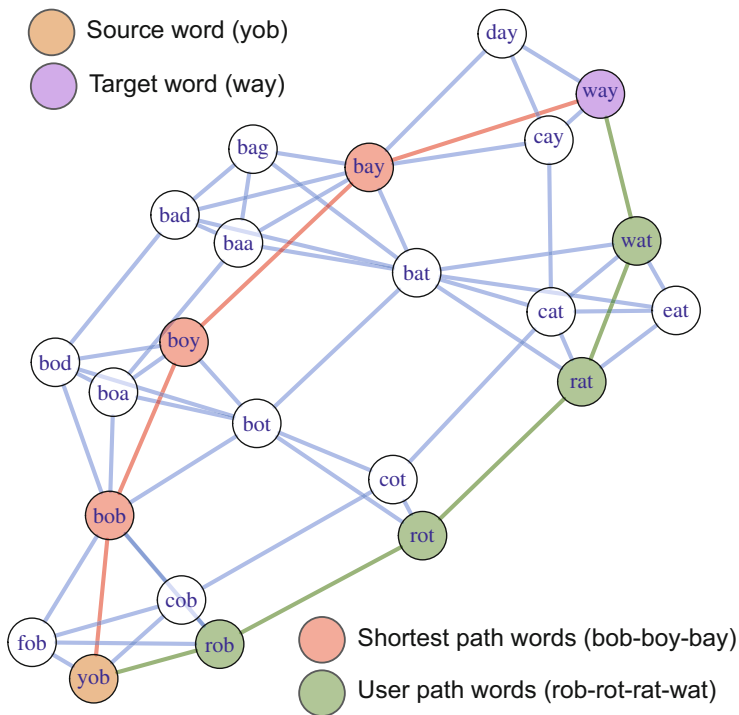 Source word (yob)
Target word (way)
day
way
cay
bag
bay
bad
baa
wat
bat
cat
eat
boy
bod
boa
rat
bot
cot
bob
rot
cob
fob
rob
yob
Shortest path words (bob-boy-bay)
User path words (rob-rot-rat-wat)